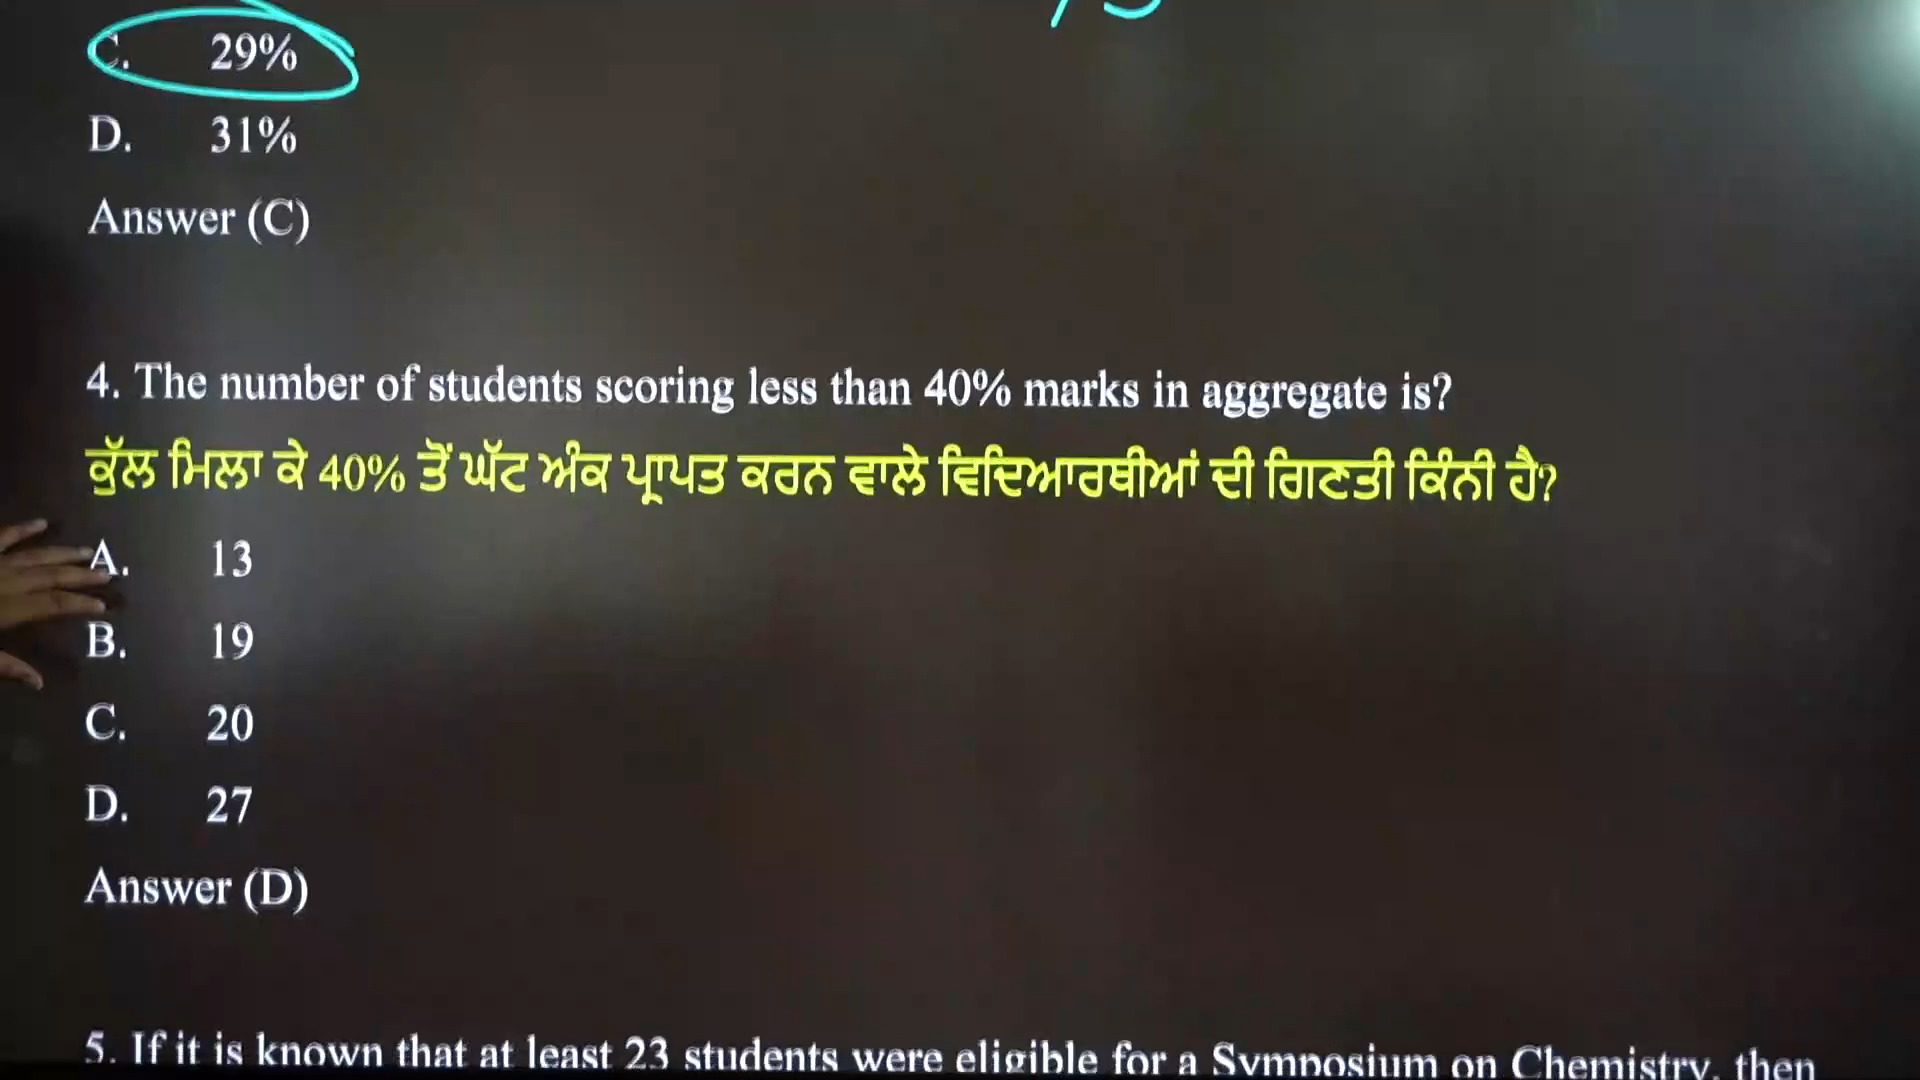 C. 29%
D. 31%
Answer (C)
4. The number of students scoring less than 40% marks in aggregate is?
ਕੁੱਲ ਮਿਲਾ ਕੇ 40% ਤੋਂ ਘੱਟ ਅੰਕ ਪ੍ਰਾਪਤ ਕਰਨ ਵਾਲੇ ਵਿਦਿਆਰਥੀਆਂ ਦੀ ਗਿਣਤੀ ਕਿੰਨੀ ਹੈ?
A. 13
B. 19
C. 20
D. 27
Answer (D)
5. If it is known that at least 23 students were eligible for a Symposium on Chemistry, then